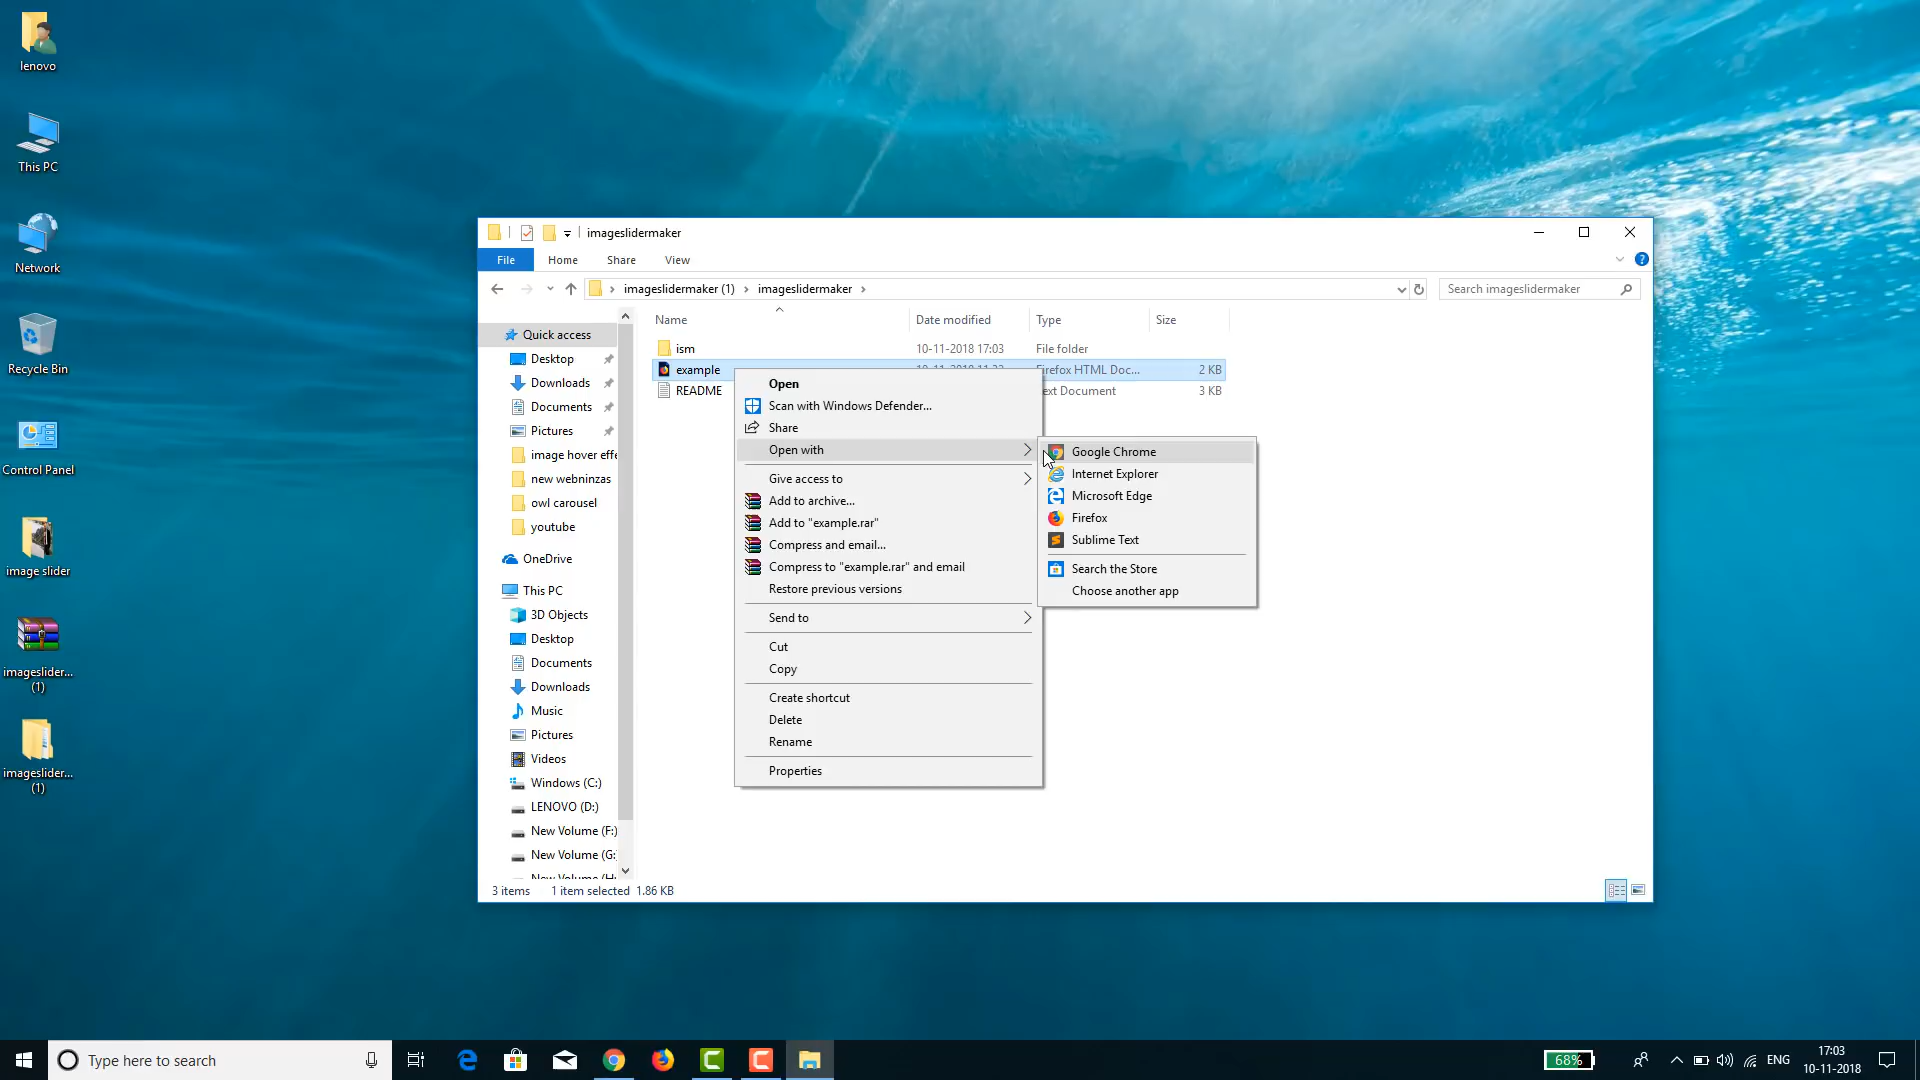 lenovo
This PC
Network
Recycle Bin
Control Panel
image slider
imageslider...
(1)
imageslider...
(1)
imageslidermaker
File Home Share View
imageslidermaker (1) imageslidermaker
Search imageslidermaker
Quick access
Desktop
Downloads
Documents
Pictures
image hover effe
new webninzas
owl carousel
youtube
OneDrive
This PC
3D Objects
Desktop
Documents
Downloads
Music
Pictures
Videos
Windows (C:)
LENOVO (D:)
New Volume (F:)
New Volume (G:
Name Date modified Type Size
ism 10-11-2018 17:03 File folder
example Firefox HTML Doc... 2 KB
README ext Document 3 KB
Open
Scan with Windows Defender...
Share
Open with
Give access to
Add to archive...
Add to "example.rar"
Compress and email...
Compress to "example.rar" and email
Restore previous versions
Send to
Cut
Copy
Create shortcut
Delete
Rename
Properties
Google Chrome
Internet Explorer
Microsoft Edge
Firefox
Sublime Text
Search the Store
Choose another app
3 items 1 item selected 1.86 KB
Type here to search
68%
ENG
17:03
10-11-2018